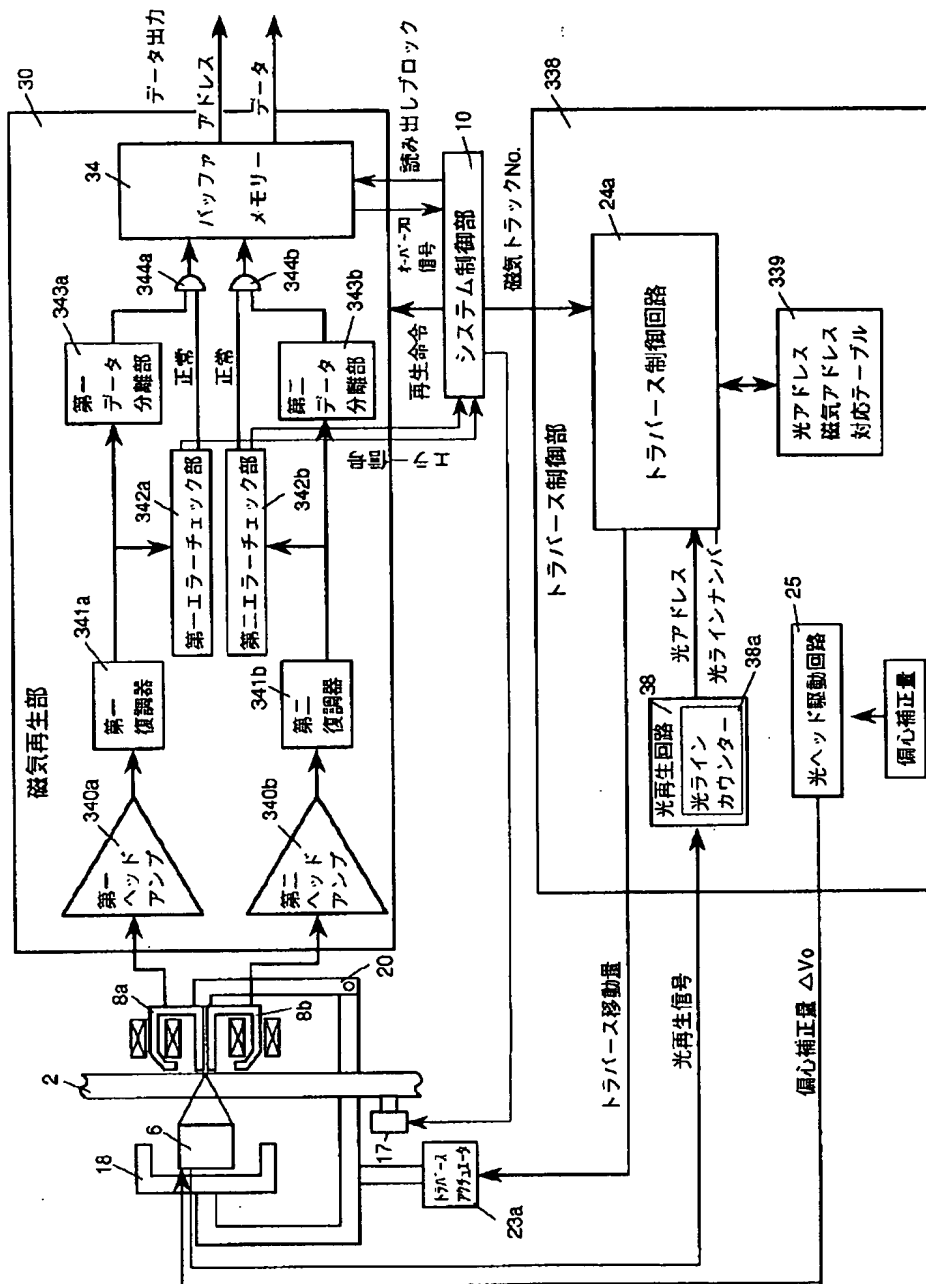 30
磁気再生部
340a
第一
ヘッド
アンプ
341a
第一
復調器
343a
第一
データ
分離部
342a
第一エラーチェック部
正常
344a
34
バッファ
メモリー
データ出力
アドレス
データ
340b
第二
ヘッド
アンプ
341b
第二
復調器
第二エラーチェック部
342b
正常
344b
343b
第二
データ
分離部
エラー
信号
再生命令
オーバーフロ
信号
読み出しブロック
10
システム制御部
磁気トラックNo.
8a
8b
20
2
6
18
17
トラバース
アクチュエータ
23a
トラバース移動量
光再生信号
偏心補正量 ΔVo
338
トラバース制御部
24a
トラバース制御回路
339
光アドレス
磁気アドレス
対応テーブル
光アドレス
光ラインナンバー
光再生回路
38
38a
光ライン
カウンター
25
光ヘッド駆動回路
偏心補正量